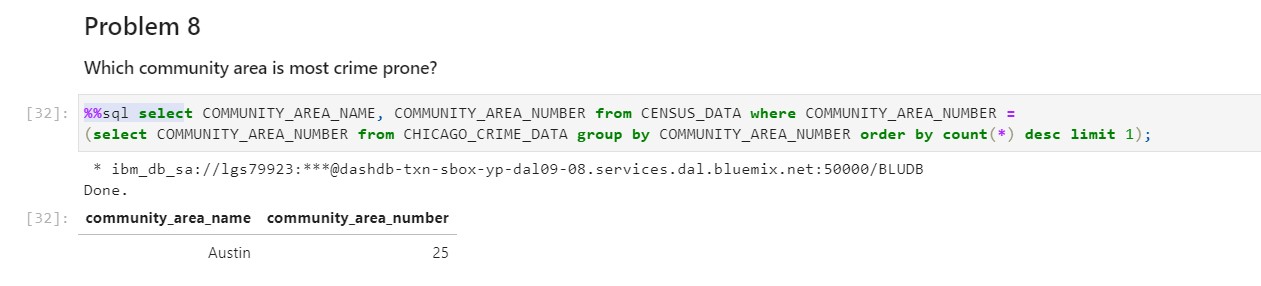 Problem 8
Which community area is most crime prone?
[32]: %%sql select COMMUNITY_AREA_NAME, COMMUNITY_AREA_NUMBER from CENSUS_DATA where COMMUNITY_AREA_NUMBER =
(select COMMUNITY_AREA_NUMBER from CHICAGO_CRIME_DATA group by COMMUNITY_AREA_NUMBER order by count(*) desc limit 1);
* ibm_db_sa://lgs79923:***@dashdb-txn-sbox-yp-dal09-08.services.dal.bluemix.net:50000/BLUDB
Done.
[32]: community_area_name community_area_number
Austin 25